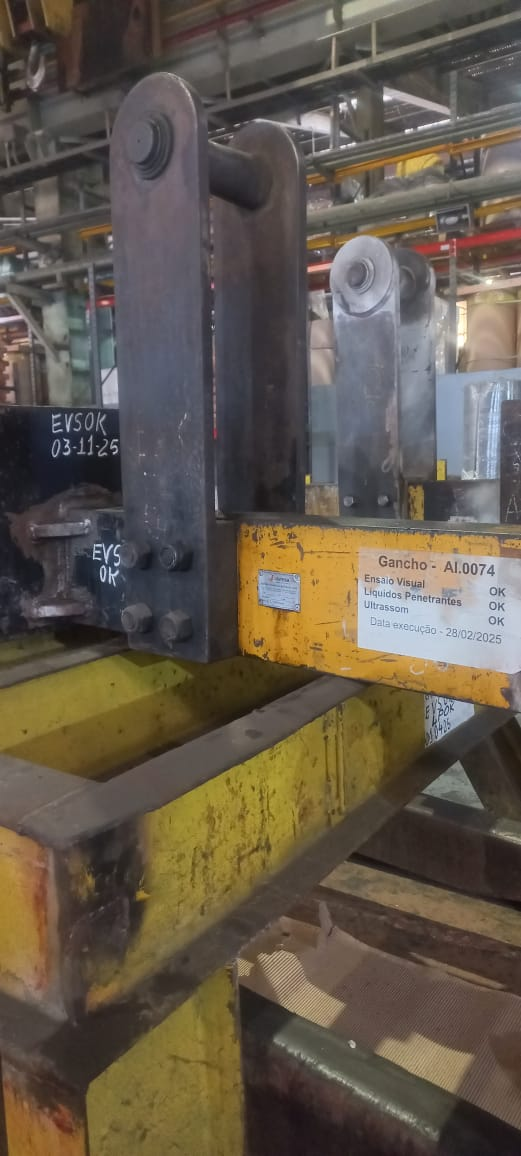 EVSOK
03-11-25
EVS
OK
Gancho - AI.0074
Ensaio Visual OK
Líquidos Penetrantes OK
Ultrassom OK
Data execução - 28/02/2025